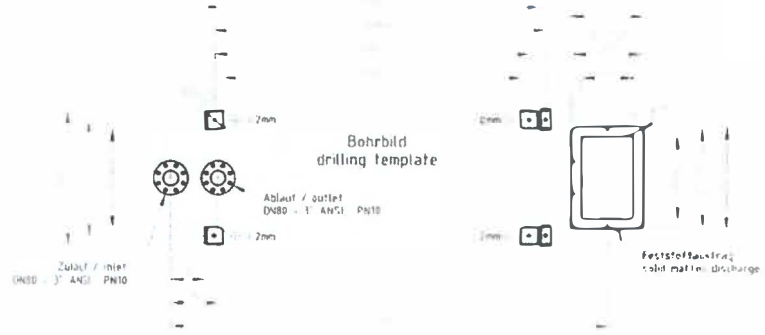 2mm
2mm
Bohrbild
drilling template
Ablauf / outlet
DN80 - 3" ANSI PN10
2mm
2mm
Zulauf / inlet
DN80 - 3" ANSI PN10
Feststoffaustrag
solid matter discharge